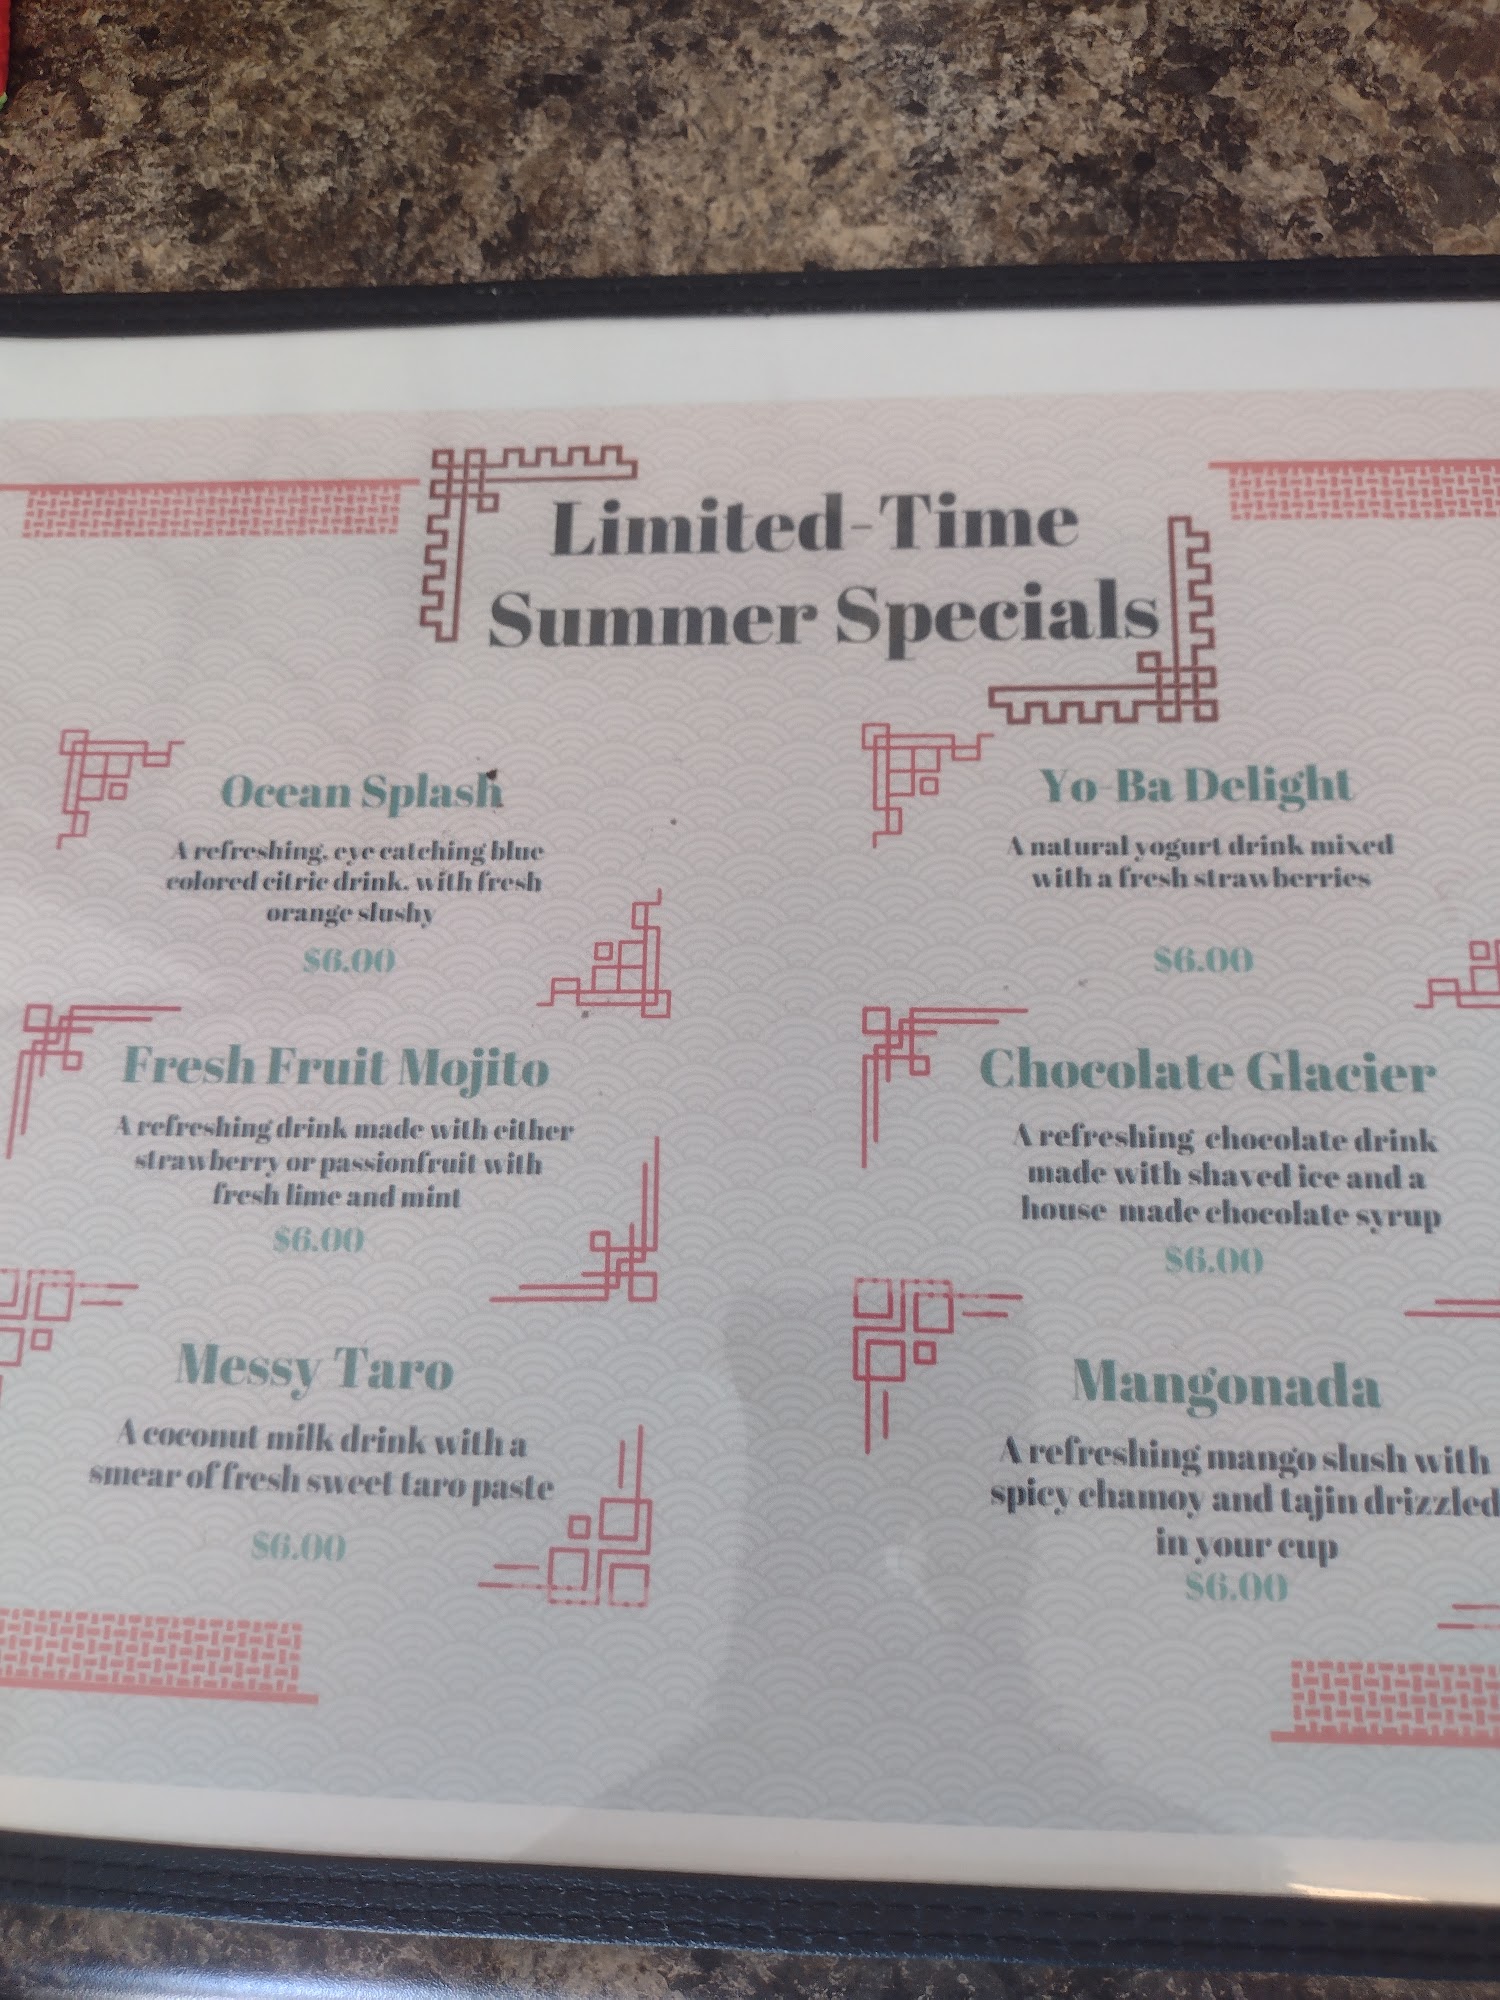 Limited-Time
Summer Specials
Ocean Splash
A refreshing, eye catching blue
colored citric drink, with fresh
orange slushy
$6.00
Yo-Ba Delight
A natural yogurt drink mixed
with a fresh strawberries
$6.00
Fresh Fruit Mojito
A refreshing drink made with either
strawberry or passionfruit with
fresh lime and mint
$6.00
Chocolate Glacier
A refreshing chocolate drink
made with shaved ice and a
house made chocolate syrup
$6.00
Messy Taro
A coconut milk drink with a
smear of fresh sweet taro paste
$6.00
Mangonada
A refreshing mango slush with
spicy chamoy and tajin drizzled
in your cup
$6.00